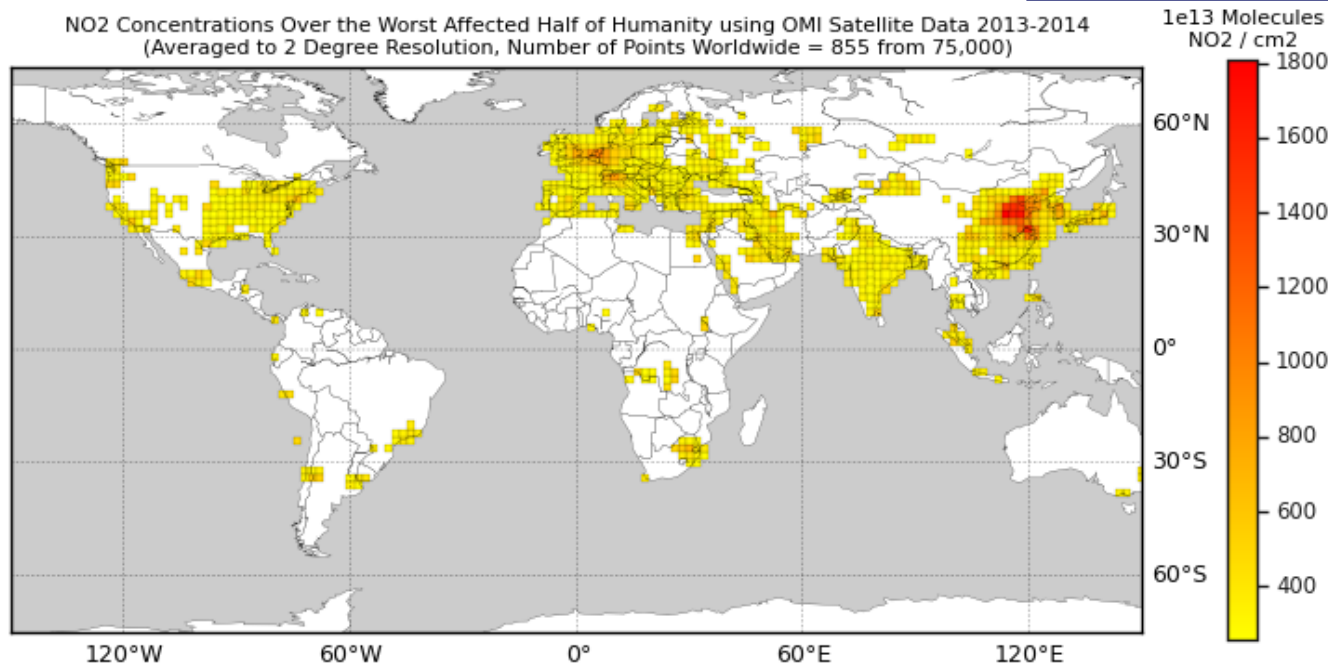 NO2 Concentrations Over the Worst Affected Half of Humanity using OMI Satellite Data 2013-2014
(Averaged to 2 Degree Resolution, Number of Points Worldwide = 855 from 75,000)
1e13 Molecules
NO2 / cm2
1800
1600
1400
1200
1000
800
600
400
60°N
30°N
0°
30°S
60°S
120°W
60°W
0°
60°E
120°E